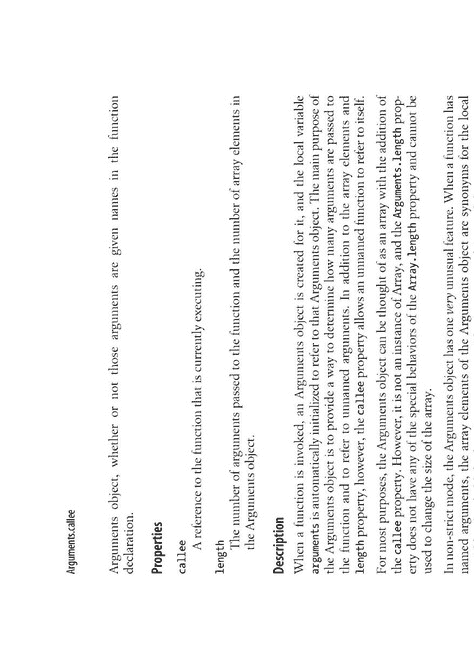 Arguments.callee
Arguments object, whether or not those arguments are given names in the function
declaration.
Properties
callee
A reference to the function that is currently executing.
length
The number of arguments passed to the function and the number of array elements in
the Arguments object.
Description
When a function is invoked, an Arguments object is created for it, and the local variable
arguments is automatically initialized to refer to that Arguments object. The main purpose of
the Arguments object is to provide a way to determine how many arguments are passed to
the function and to refer to unnamed arguments. In addition to the array elements and
length property, however, the callee property allows an unnamed function to refer to itself.
For most purposes, the Arguments object can be thought of as an array with the addition of
the callee property. However, it is not an instance of Array, and the Arguments.length prop-
erty does not have any of the special behaviors of the Array.length property and cannot be
used to change the size of the array.
In non-strict mode, the Arguments object has one very unusual feature. When a function has
named arguments, the array elements of the Arguments object are synonyms for the local